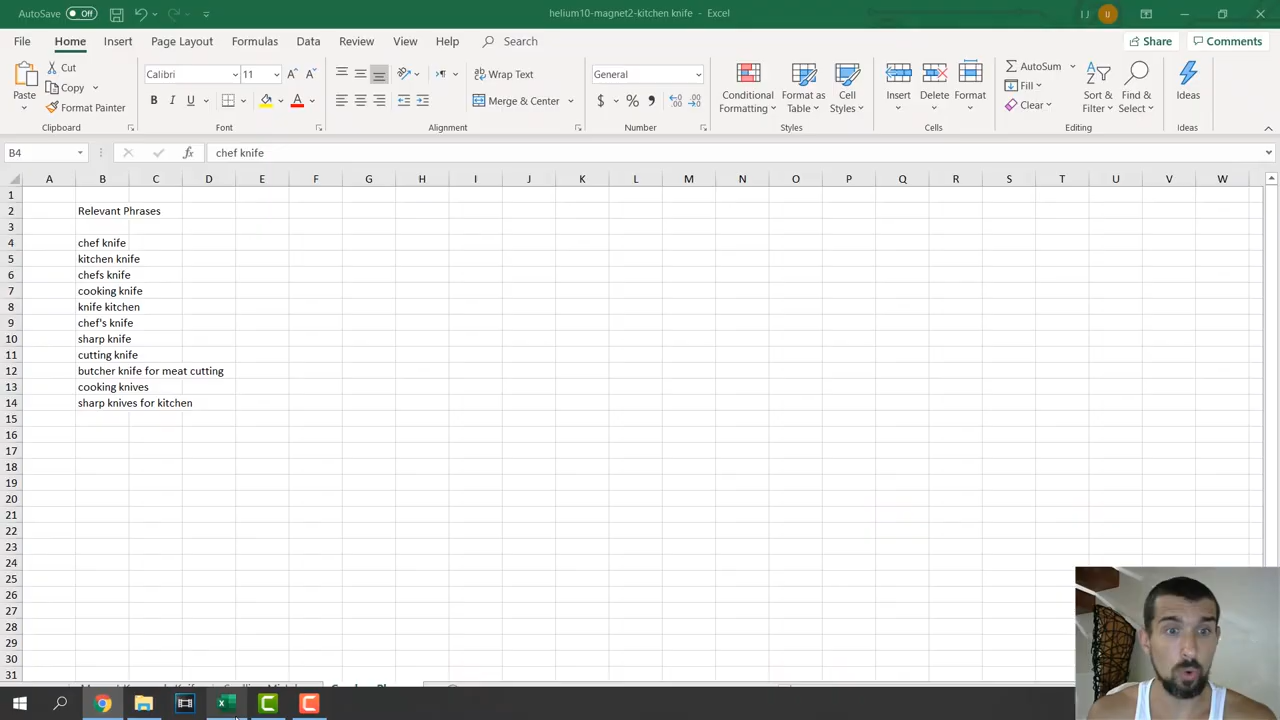 AutoSave Off
helium10-magnet2-kitchen knife - Excel
File Home Insert Page Layout Formulas Data Review View Help Search Share Comments
Paste Cut Copy Format Painter
Calibri 11
B I U A
Wrap Text
Merge & Center
General
$ %
Conditional Formatting
Format as Table
Cell Styles
Insert Delete Format
AutoSum
Fill
Clear
Sort & Filter
Find & Select
Ideas
Clipboard Font Alignment Number Styles Cells Editing Ideas
B4 fx chef knife
A B C D E F G H I J K L M N O P Q R S T U V W
1
2 Relevant Phrases
3
4 chef knife
5 kitchen knife
6 chefs knife
7 cooking knife
8 knife kitchen
9 chef's knife
10 sharp knife
11 cutting knife
12 butcher knife for meat cutting
13 cooking knives
14 sharp knives for kitchen
15
16
17
18
19
20
21
22
23
24
25
26
27
28
29
30
31